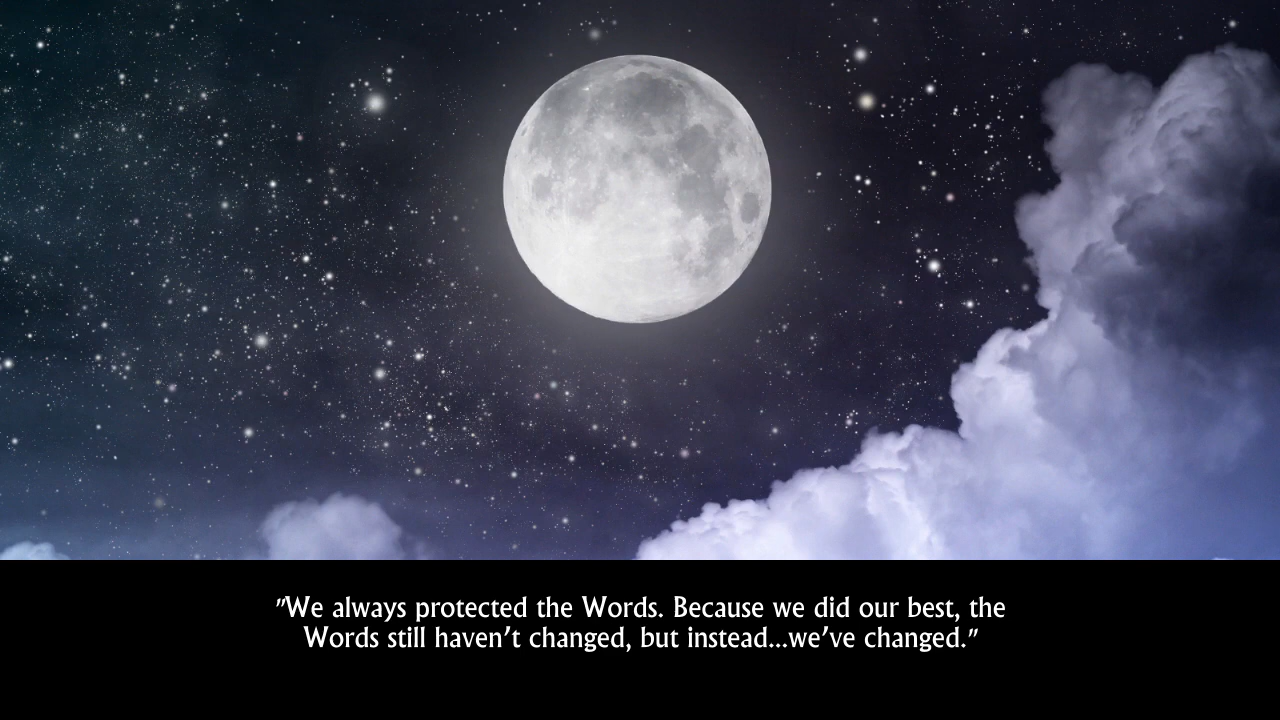 "We always protected the Words. Because we did our best, the
Words still haven't changed, but instead...we've changed."